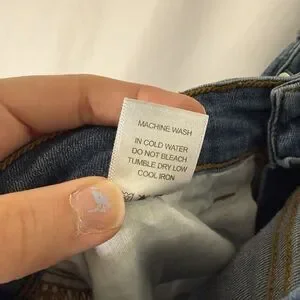 MACHINE WASH
IN COLD WATER
DO NOT BLEACH
TUMBLE DRY LOW
COOL IRON